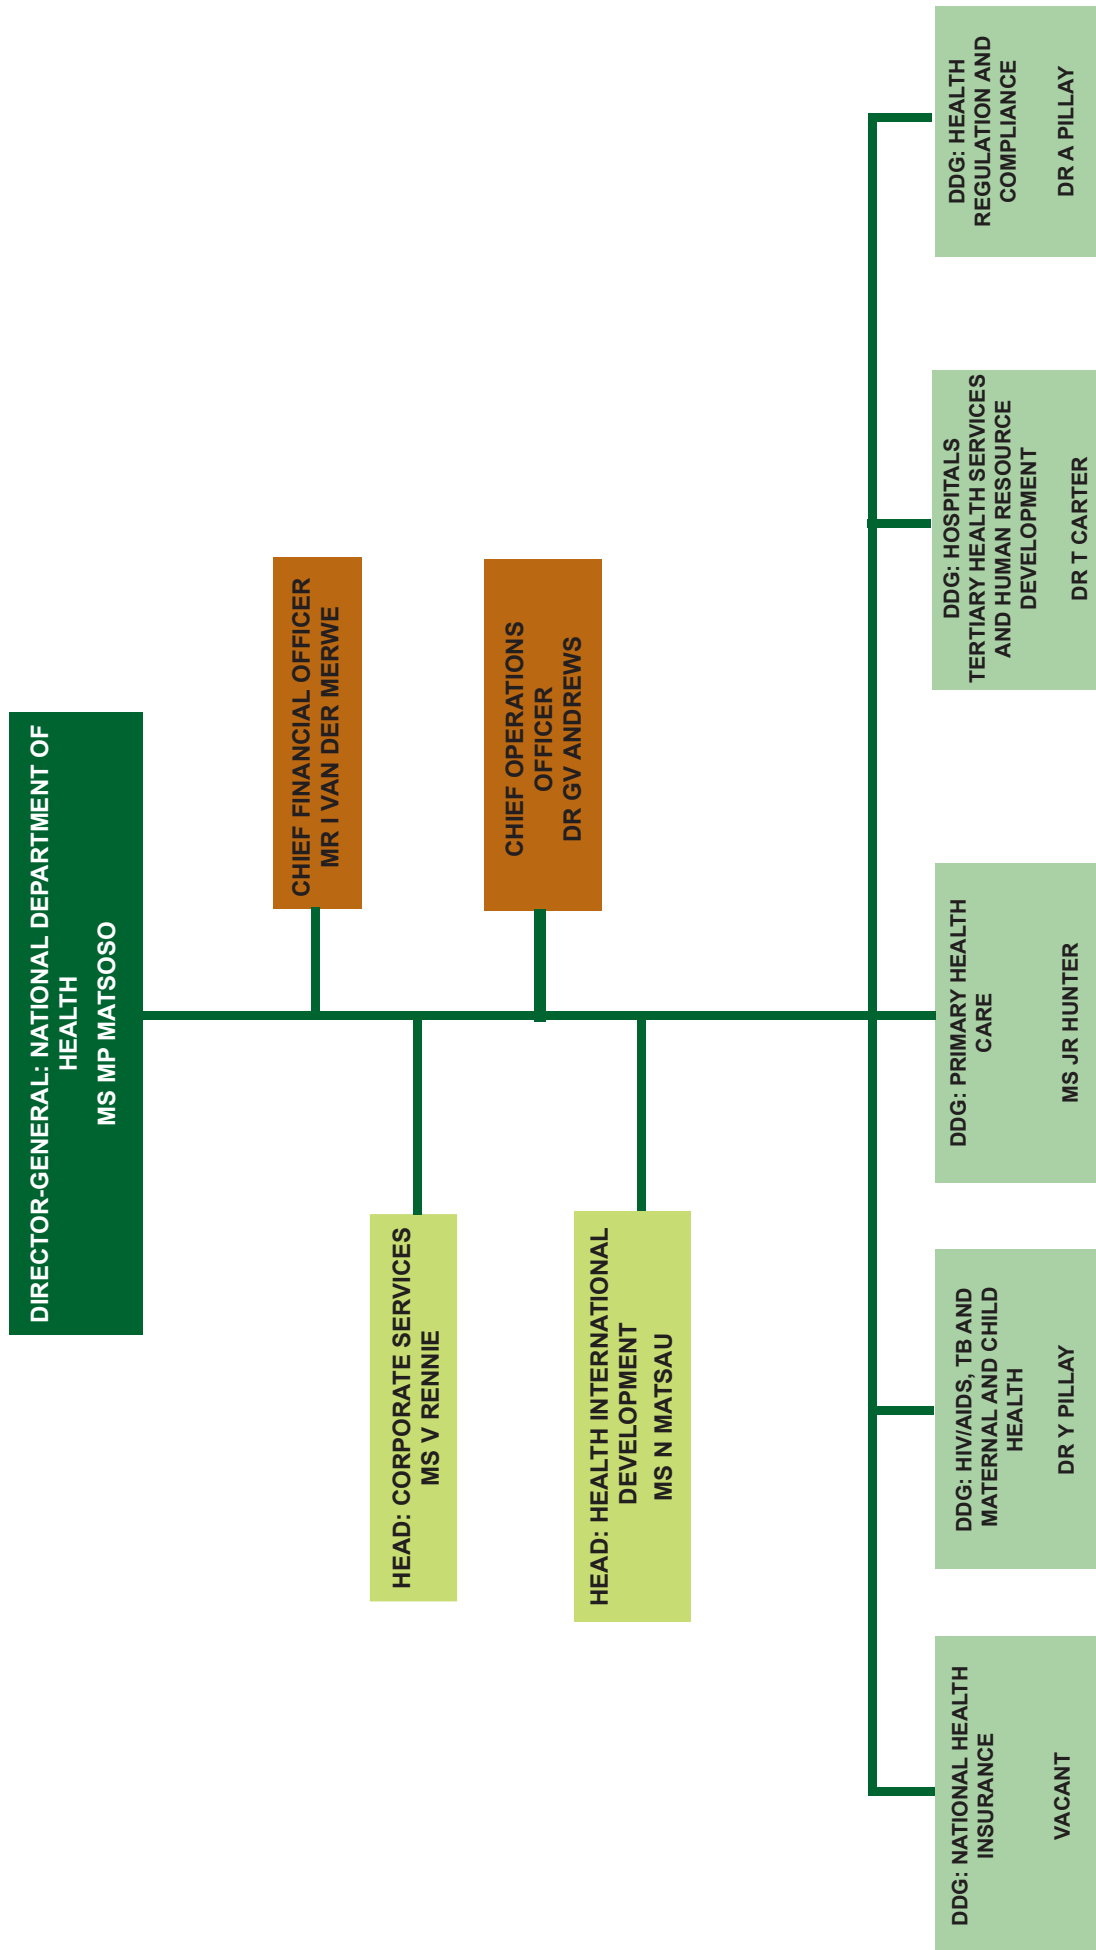 DIRECTOR-GENERAL: NATIONAL DEPARTMENT OF
HEALTH
MS MP MATSOSO
CHIEF FINANCIAL OFFICER
MR I VAN DER MERWE
HEAD: CORPORATE SERVICES
MS V RENNIE
CHIEF OPERATIONS
OFFICER
DR GV ANDREWS
HEAD: HEALTH INTERNATIONAL
DEVELOPMENT
MS N MATSAU
DDG: NATIONAL HEALTH
INSURANCE
VACANT
DDG: HIV/AIDS, TB AND
MATERNAL AND CHILD
HEALTH
DR Y PILLAY
DDG: PRIMARY HEALTH
CARE
MS JR HUNTER
DDG: HOSPITALS
TERTIARY HEALTH SERVICES
AND HUMAN RESOURCE
DEVELOPMENT
DR T CARTER
DDG: HEALTH
REGULATION AND
COMPLIANCE
DR A PILLAY